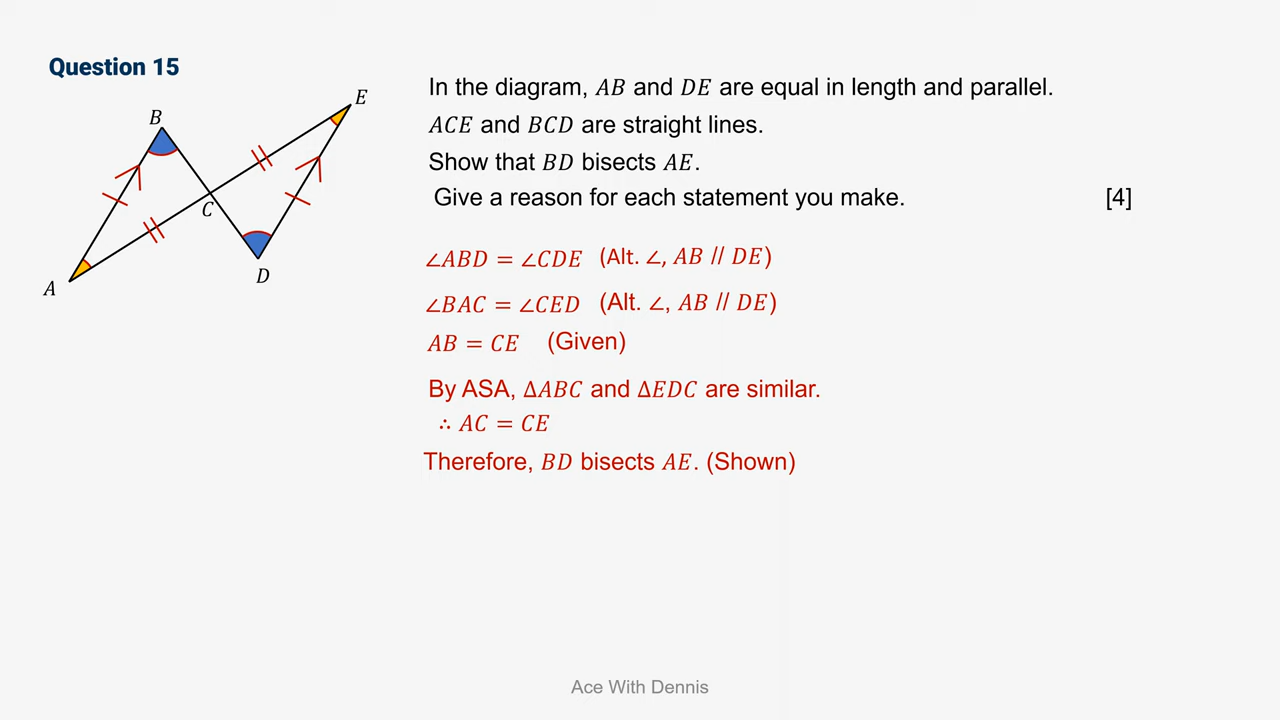 Question 15
In the diagram, AB and DE are equal in length and parallel.
ACE and BCD are straight lines.
Show that BD bisects AE.
Give a reason for each statement you make. [4]
E
B
C
D
A
∠ABD = ∠CDE (Alt. ∠, AB // DE)
∠BAC = ∠CED (Alt. ∠, AB // DE)
AB = CE (Given)
By ASA, ΔABC and ΔEDC are similar.
∴ AC = CE
Therefore, BD bisects AE. (Shown)
Ace With Dennis